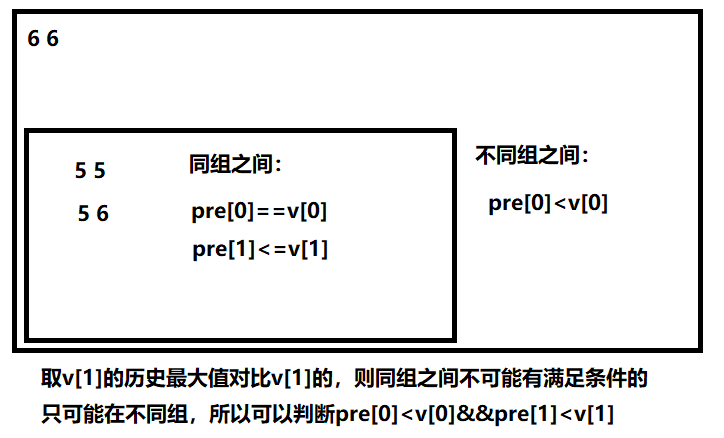 6 6
5 5
5 6
同组之间：
pre[0]==v[0]
pre[1]<=v[1]
不同组之间：
pre[0]<v[0]
取v[1]的历史最大值对比v[1]的，则同组之间不可能有满足条件的
只可能在不同组，所以可以判断pre[0]<v[0]&&pre[1]<v[1]